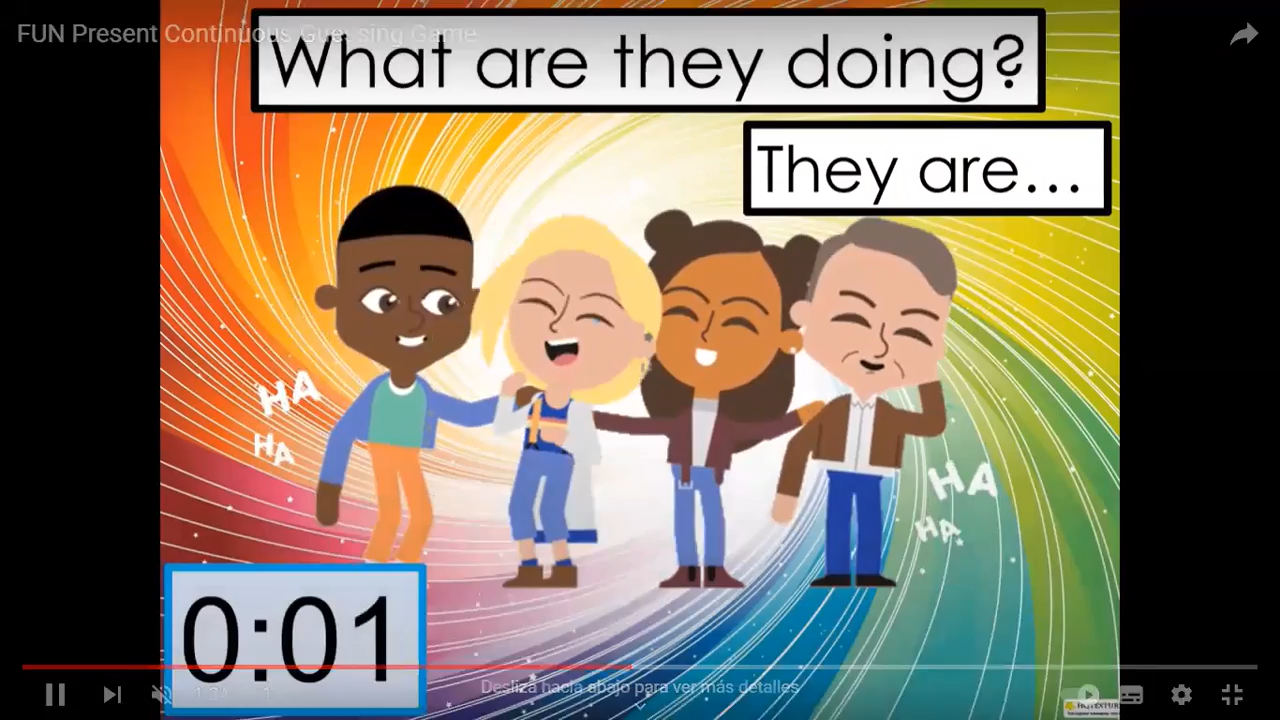 FUN Present Continuous Guessing Game
What are they doing?
They are...
HA
HA
HA
HA
0:01
Desliza hacia abajo para ver más detalles